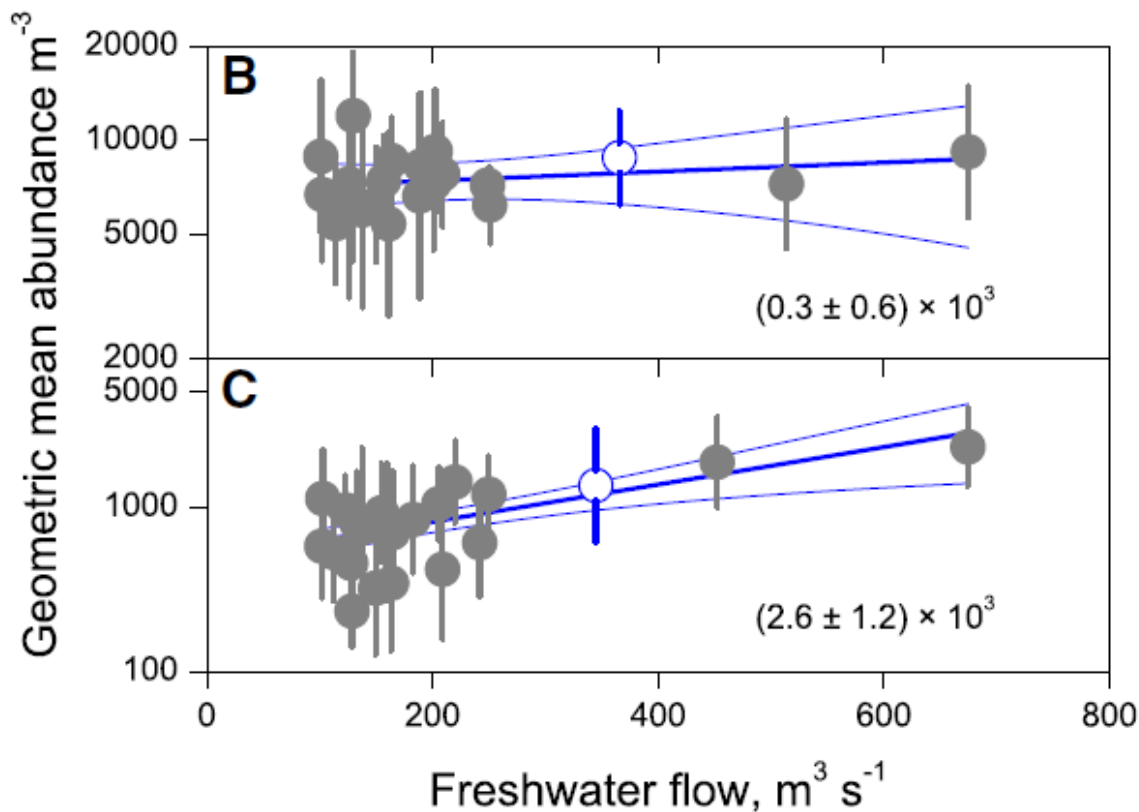 Geometric mean abundance m⁻³
20000
B
10000
5000
(0.3 ± 0.6) × 10³
2000
5000
C
1000
(2.6 ± 1.2) × 10³
100
0 200 400 600 800
Freshwater flow, m³ s⁻¹